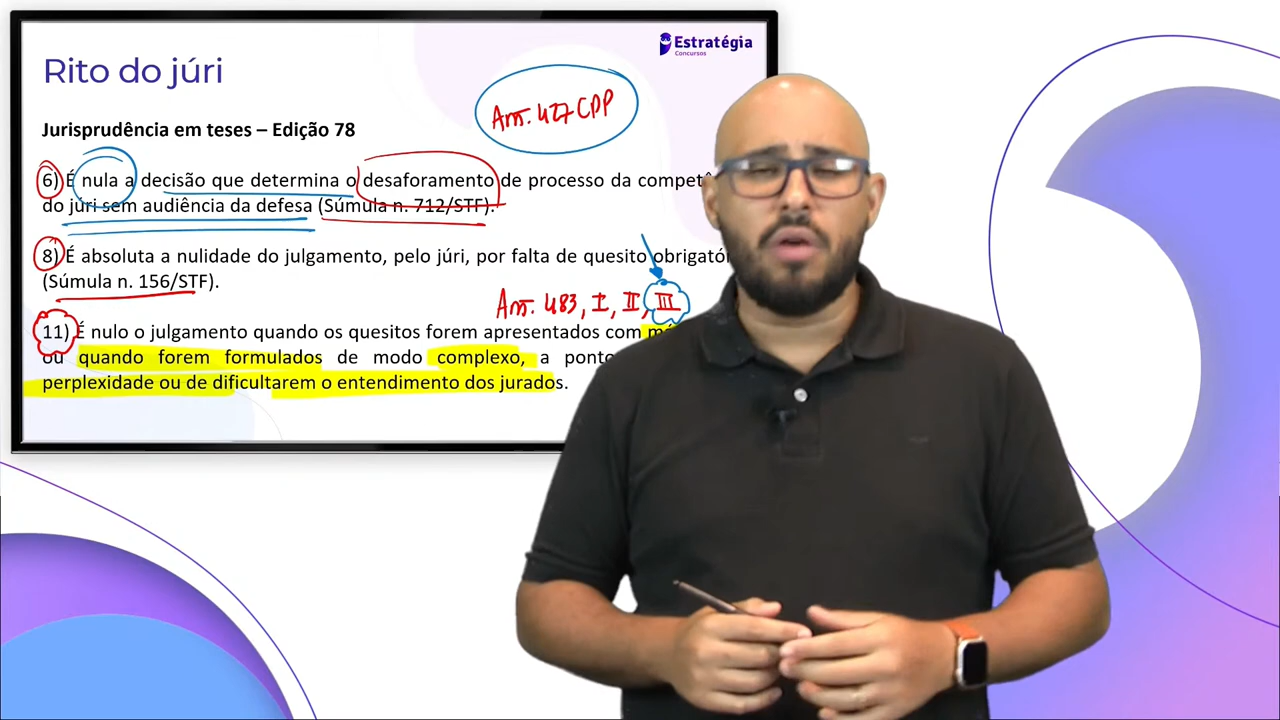 Estratégia
Concursos
Rito do júri
Art. 427 CPP
Jurisprudência em teses – Edição 78
6) É nula a decisão que determina o desaforamento de processo da
do júri sem audiência da defesa (Súmula n. 712/STF).
8) É absoluta a nulidade do julgamento, pelo júri, por falta de quesito
(Súmula n. 156/STF).
Art. 483, I, II, III
11) É nulo o julgamento quando os quesitos forem apresentados com
ou quando forem formulados de modo complexo, a
perplexidade ou de dificultarem o entendimento dos jurados.